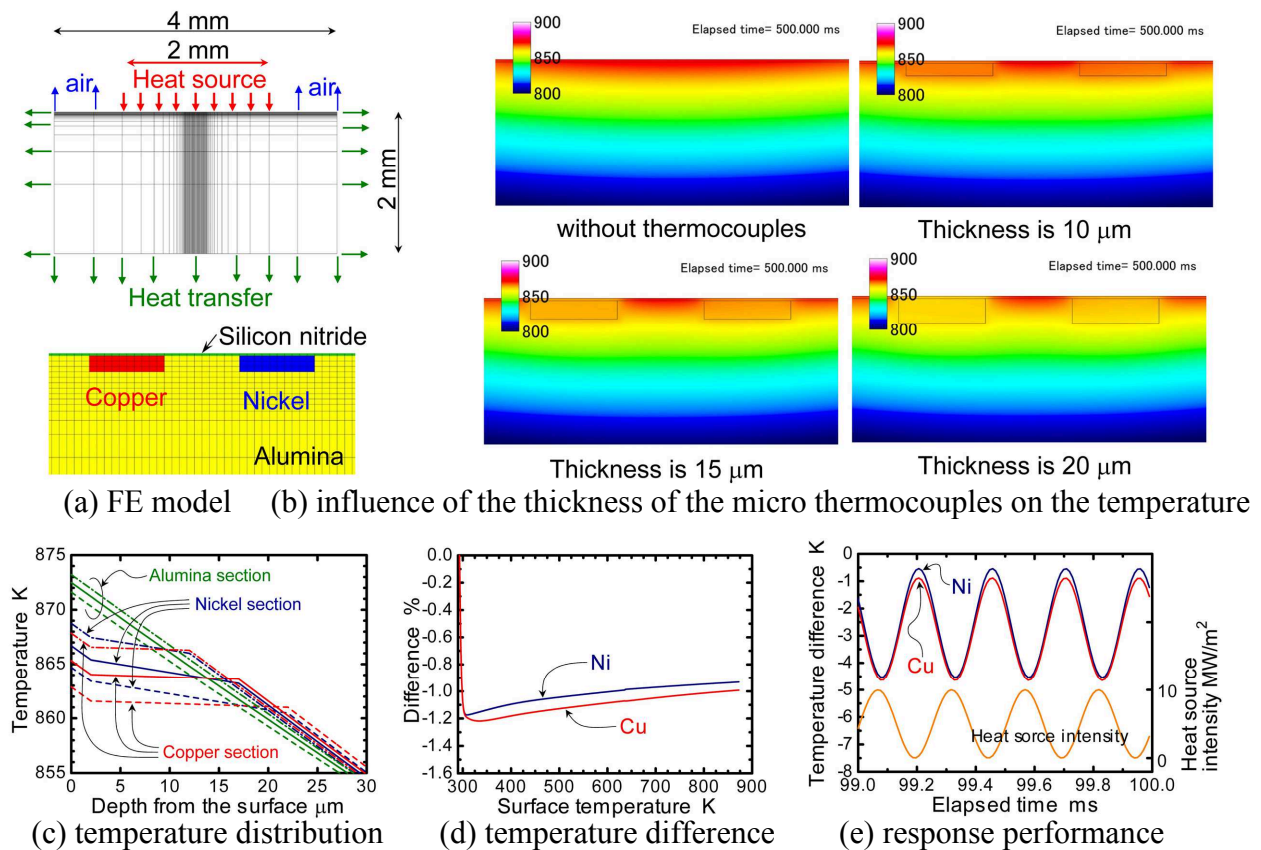 4 mm
2 mm
Heat source
air
air
2 mm
Heat transfer
Silicon nitride
Copper
Nickel
Alumina
(a) FE model
900
850
800
Elapsed time= 500.000 ms
without thermocouples
900
850
800
Elapsed time= 500.000 ms
Thickness is 10 μm
900
850
800
Elapsed time= 500.000 ms
Thickness is 15 μm
900
850
800
Elapsed time= 500.000 ms
Thickness is 20 μm
(b) influence of the thickness of the micro thermocouples on the temperature
Temperature K
875
870
865
860
855
Alumina section
Nickel section
Copper section
0 5 10 15 20 25 30
Depth from the surface μm
(c) temperature distribution
Difference %
0.0
-0.2
-0.4
-0.6
-0.8
-1.0
-1.2
-1.4
-1.6
Ni
Cu
300 400 500 600 700 800 900
Surface temperature K
(d) temperature difference
Temperature difference K
0
-1
-2
-3
-4
-5
-6
-7
-8
Ni
Cu
Heat sorce intensity
10
0
Heat source
intensity MW/m²
99.0 99.2 99.4 99.6 99.8 100.0
Elapsed time ms
(e) response performance